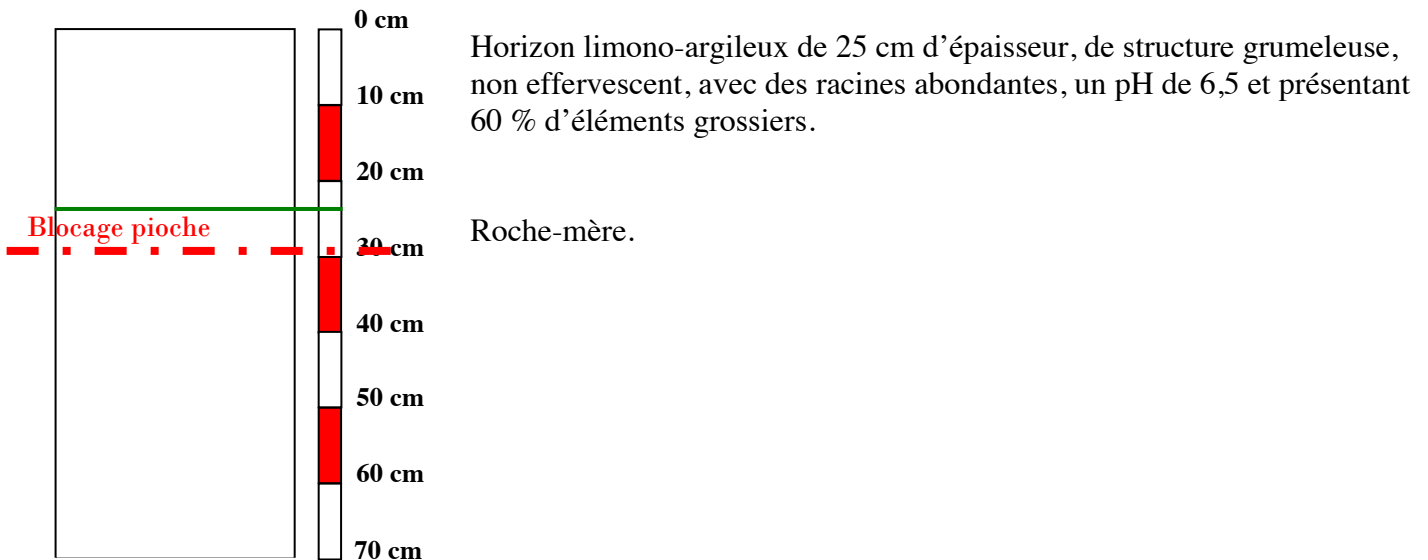 0 cm
Horizon limono-argileux de 25 cm d’épaisseur, de structure grumeleuse,
non effervescent, avec des racines abondantes, un pH de 6,5 et présentant
60 % d’éléments grossiers.
10 cm
20 cm
Blocage pioche
Roche-mère.
30 cm
40 cm
50 cm
60 cm
70 cm